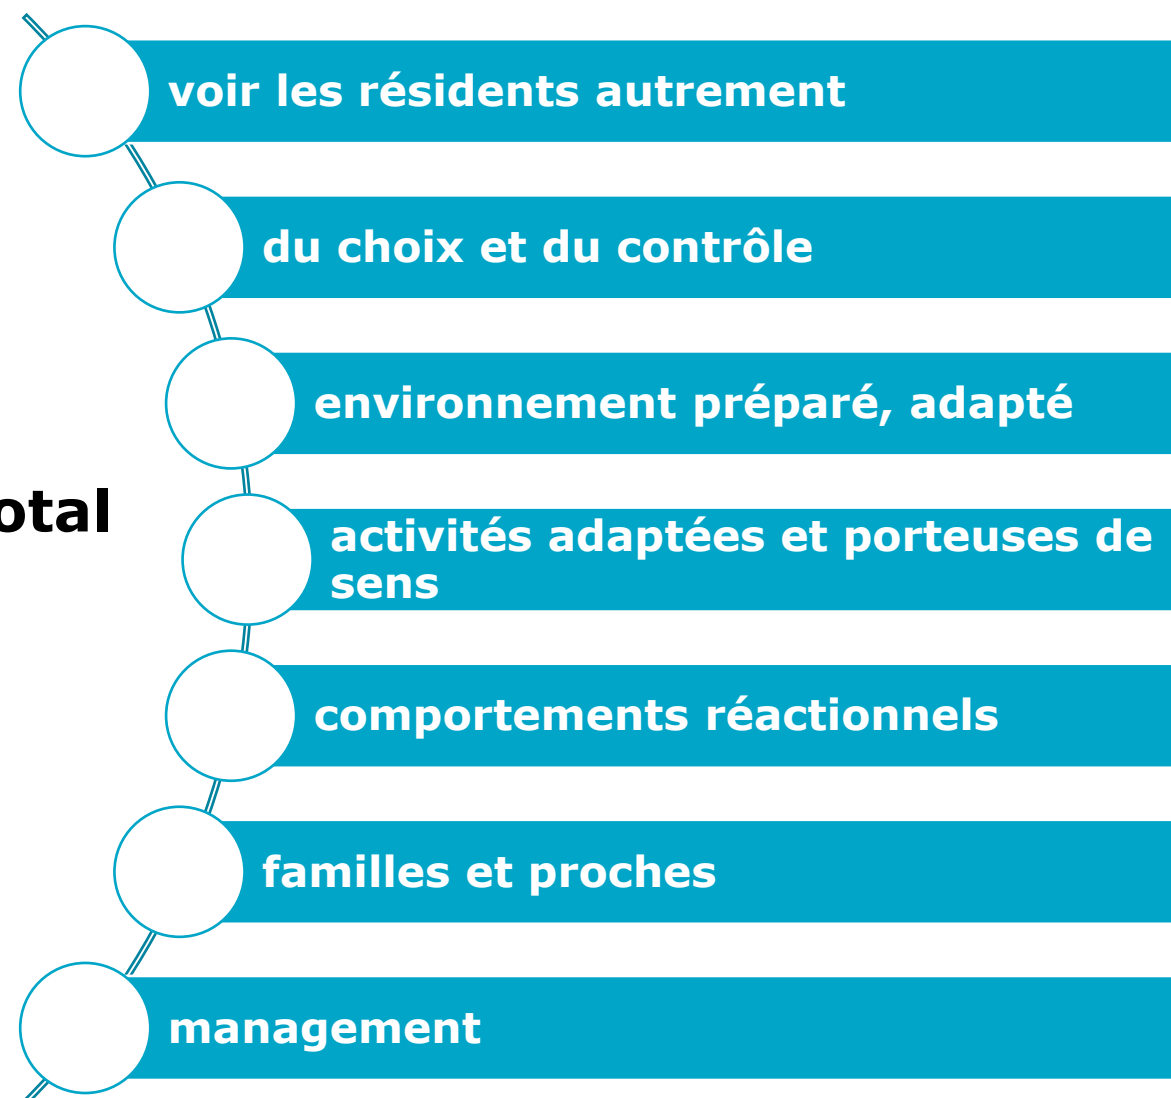 voir les résidents autrement
du choix et du contrôle
environnement préparé, adapté
otal
activités adaptées et porteuses de
sens
comportements réactionnels
familles et proches
management